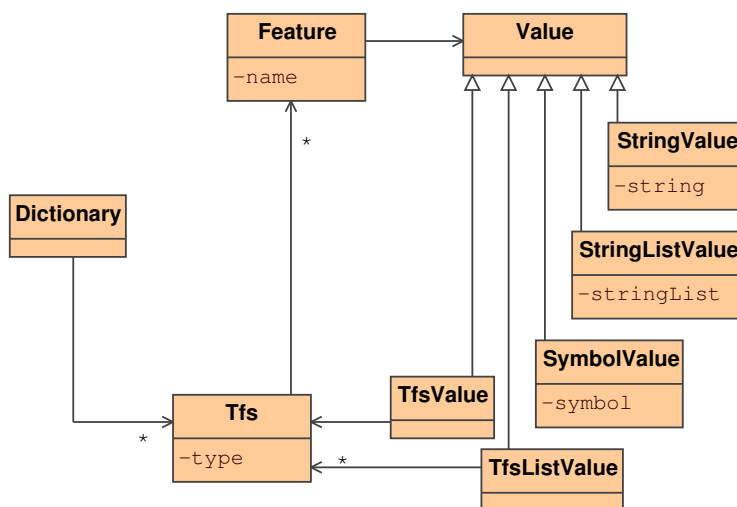 Feature
Value
−name
*
StringValue
−string
Dictionary
StringListValue
−stringList
SymbolValue
−symbol
TfsValue
Tfs
−type
*
*
TfsListValue